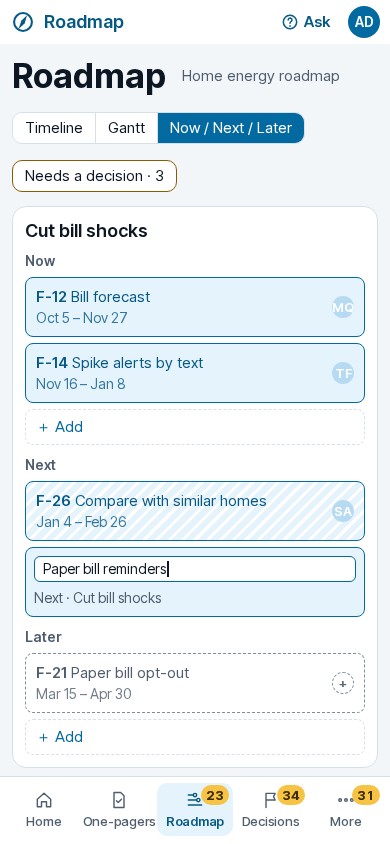 Roadmap
Ask
AD
Roadmap
Home energy roadmap
Timeline
Gantt
Now / Next / Later
Needs a decision · 3
Cut bill shocks
Now
F-12 Bill forecast
Oct 5 – Nov 27
MO
F-14 Spike alerts by text
Nov 16 – Jan 8
TF
+ Add
Next
F-26 Compare with similar homes
Jan 4 – Feb 26
SA
Paper bill reminders
Next · Cut bill shocks
Later
F-21 Paper bill opt-out
Mar 15 – Apr 30
+
+ Add
Home
One-pagers
23
Roadmap
34
Decisions
31
More